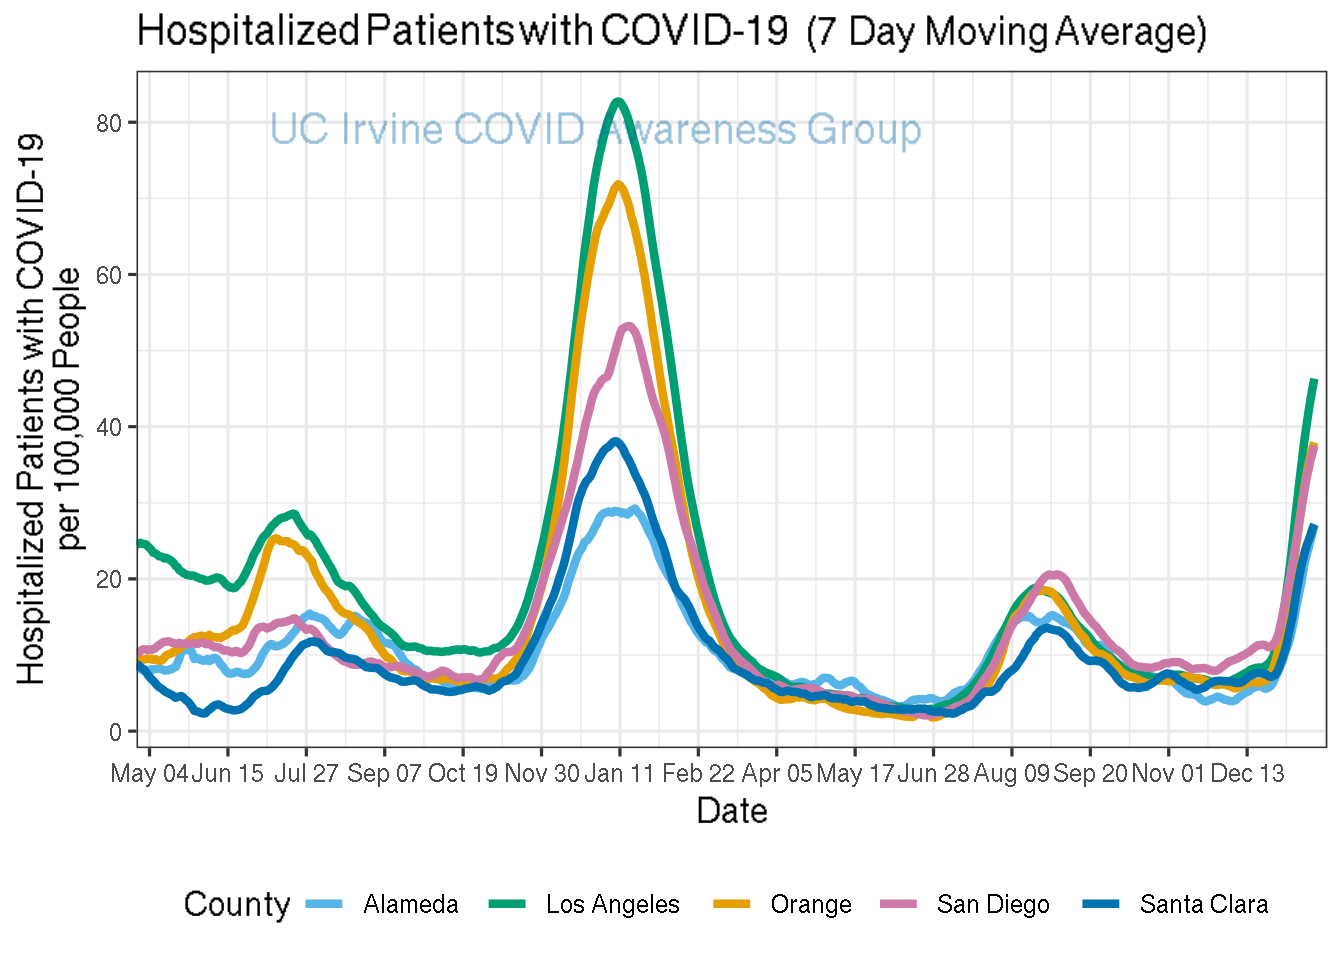 Hospitalized Patients with COVID-19 (7 Day Moving Average)
UC Irvine COVID Awareness Group
Hospitalized Patients with COVID-19
per 100,000 People
80
60
40
20
0
May 04 Jun 15 Jul 27 Sep 07 Oct 19 Nov 30 Jan 11 Feb 22 Apr 05 May 17 Jun 28 Aug 09 Sep 20 Nov 01 Dec 13
Date
County Alameda Los Angeles Orange San Diego Santa Clara